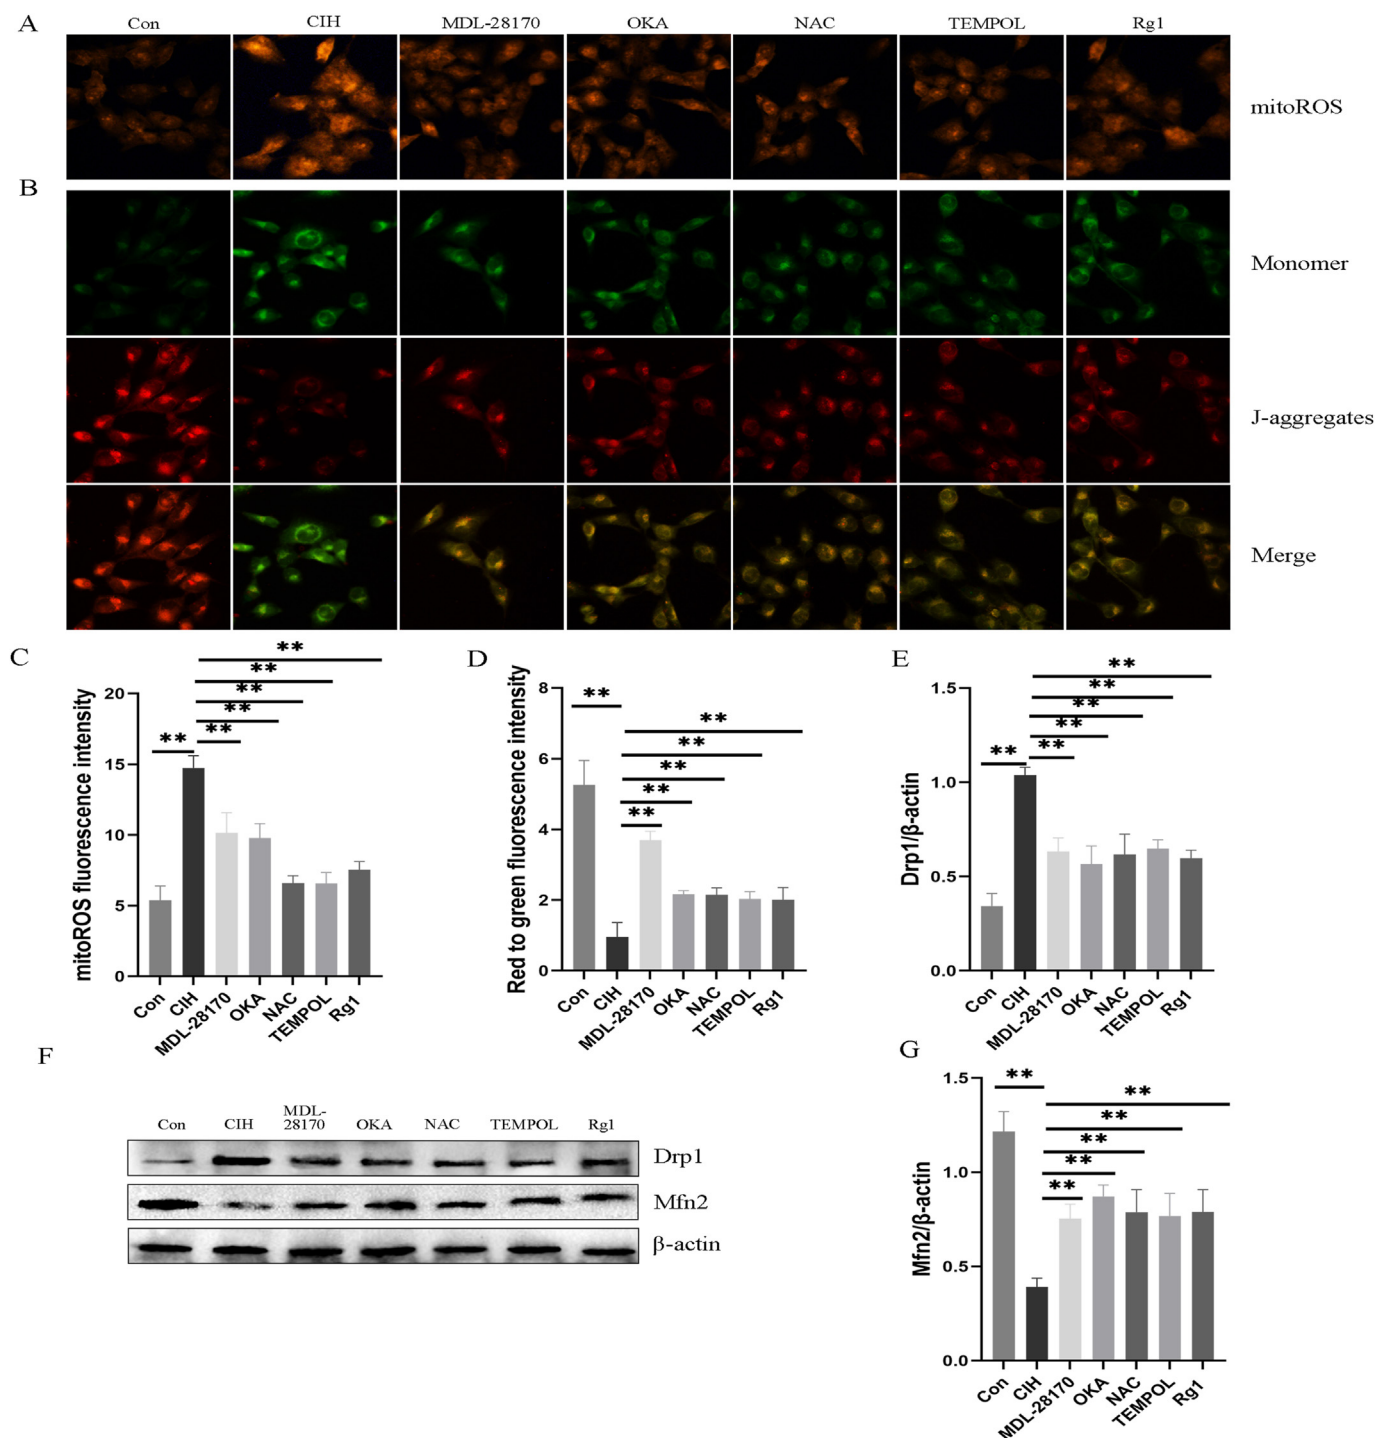 A
Con CIH MDL-28170 OKA NAC TEMPOL Rg1
mitoROS
B
Monomer
J-aggregates
Merge
C
mitoROS fluorescence intensity
20
15
10
5
0
** ** ** ** ** **
Con CIH MDL-28170 OKA NAC TEMPOL Rg1
D
Red to green fluorescence intensity
8
6
4
2
0
** ** ** ** ** **
Con CIH MDL-28170 OKA NAC TEMPOL Rg1
E
Drp1/β-actin
1.5
1.0
0.5
0.0
** ** ** ** ** **
Con CIH MDL-28170 OKA NAC TEMPOL Rg1
F
Con CIH MDL-28170 OKA NAC TEMPOL Rg1
Drp1
Mfn2
β-actin
G
Mfn2/β-actin
1.5
1.0
0.5
0.0
** ** ** ** ** **
Con CIH MDL-28170 OKA NAC TEMPOL Rg1